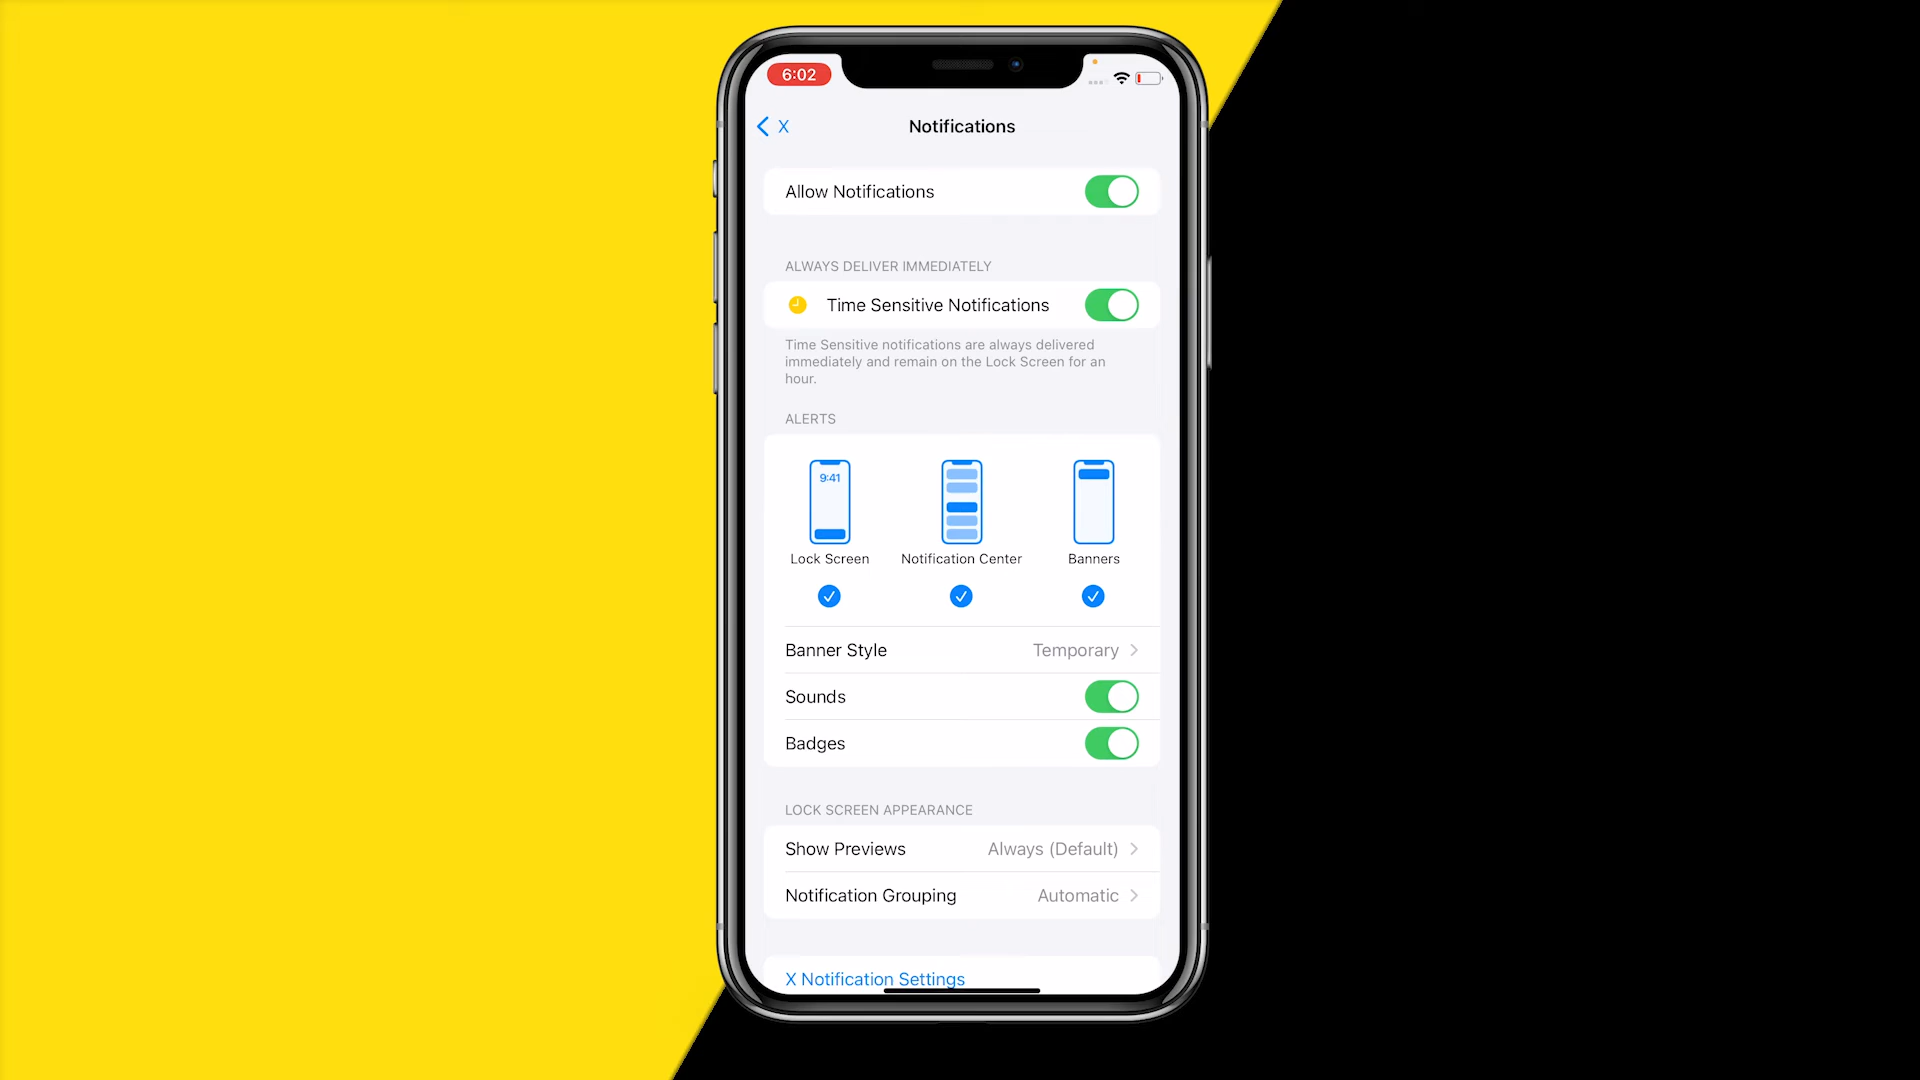 6:02
X
Notifications
Allow Notifications
ALWAYS DELIVER IMMEDIATELY
Time Sensitive Notifications
Time Sensitive notifications are always delivered
immediately and remain on the Lock Screen for an
hour.
ALERTS
9:41
Lock Screen
Notification Center
Banners
Banner Style
Temporary
Sounds
Badges
LOCK SCREEN APPEARANCE
Show Previews
Always (Default)
Notification Grouping
Automatic
X Notification Settings